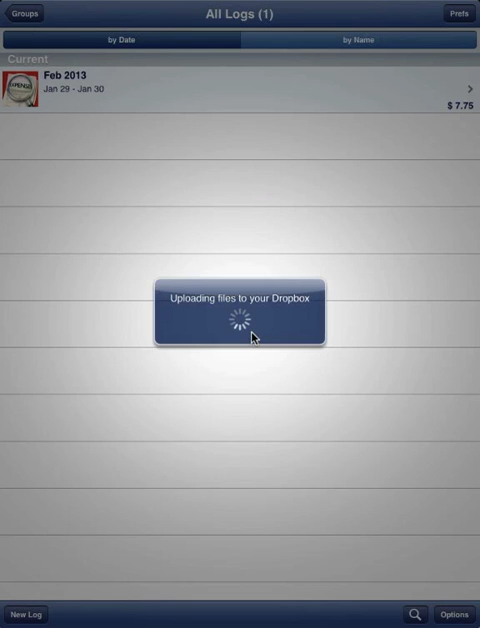 Groups
All Logs (1)
Prefs
by Date
by Name
Current
EXPENSE
Feb 2013
Jan 29 - Jan 30
$ 7.75
Uploading files to your Dropbox
New Log
Options